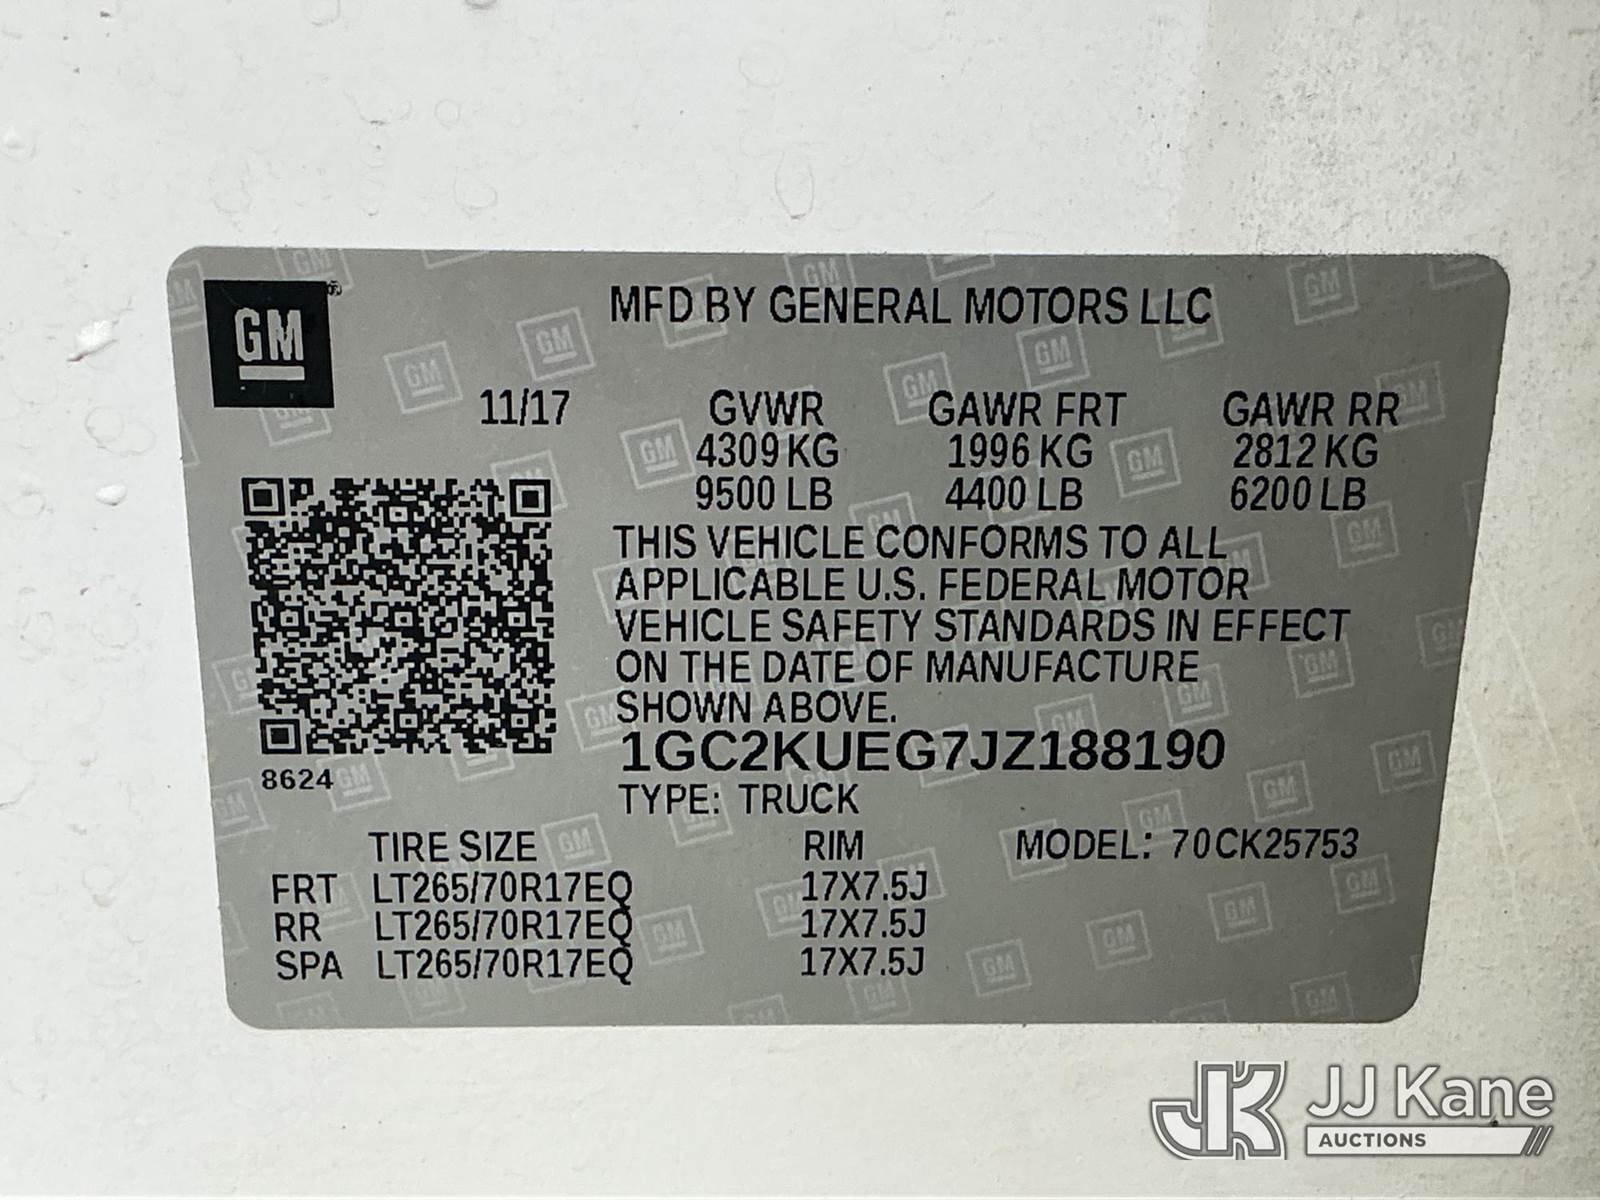 GM
MFD BY GENERAL MOTORS LLC
11/17 GVWR GAWR FRT GAWR RR
4309 KG 1996 KG 2812 KG
9500 LB 4400 LB 6200 LB
THIS VEHICLE CONFORMS TO ALL
APPLICABLE U.S. FEDERAL MOTOR
VEHICLE SAFETY STANDARDS IN EFFECT
ON THE DATE OF MANUFACTURE
SHOWN ABOVE.
1GC2KUEG7JZ188190
8624
TYPE: TRUCK
TIRE SIZE RIM MODEL: 70CK25753
FRT LT265/70R17EQ 17X7.5J
RR LT265/70R17EQ 17X7.5J
SPA LT265/70R17EQ 17X7.5J
JK JJ Kane
AUCTIONS